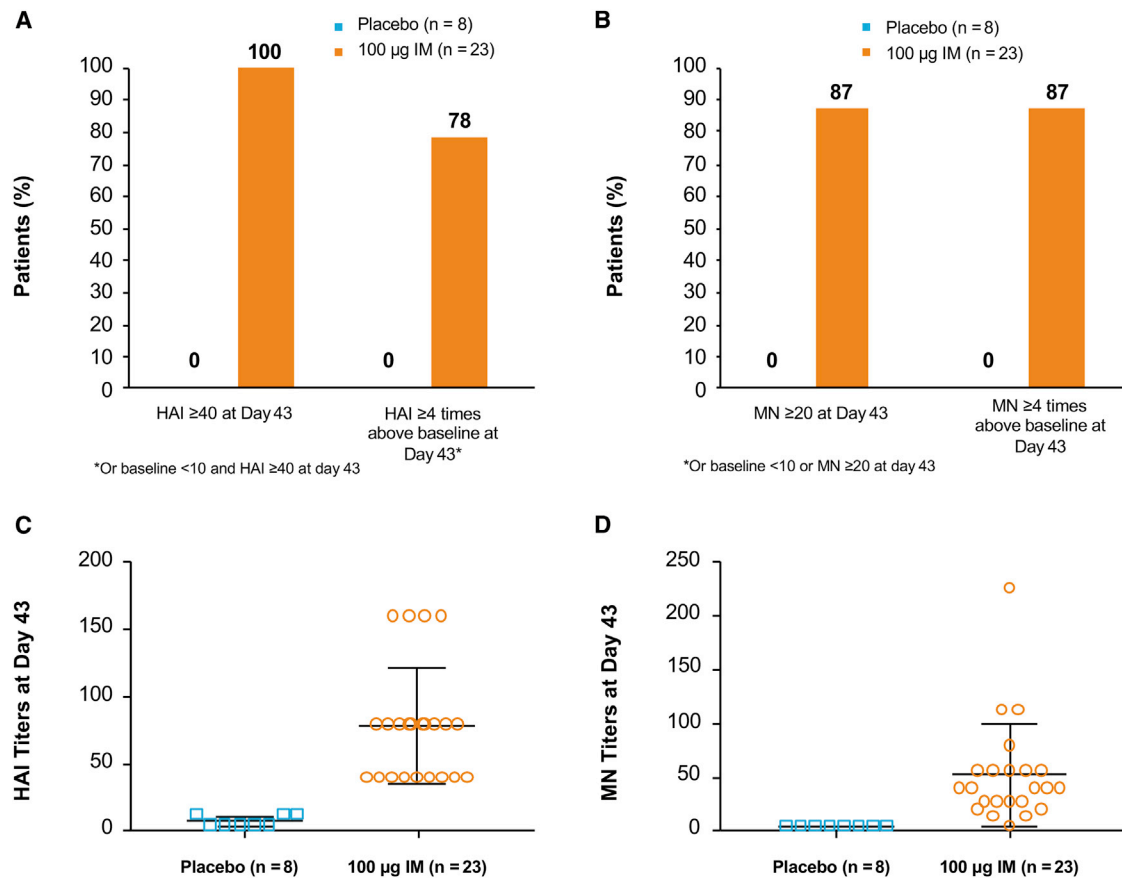 A
Placebo (n = 8)
100 µg IM (n = 23)
Patients (%)
100
90
80
70
60
50
40
30
20
10
0
0
100
0
78
HAI ≥40 at Day 43
HAI ≥4 times
above baseline at
Day 43*
*Or baseline <10 and HAI ≥40 at day 43
B
Placebo (n = 8)
100 µg IM (n = 23)
Patients (%)
100
90
80
70
60
50
40
30
20
10
0
0
87
0
87
MN ≥20 at Day 43
MN ≥4 times
above baseline at
Day 43
*Or baseline <10 or MN ≥20 at day 43
C
HAI Titers at Day 43
200
150
100
50
0
Placebo (n = 8)
100 µg IM (n = 23)
D
MN Titers at Day 43
250
200
150
100
50
0
Placebo (n = 8)
100 µg IM (n = 23)